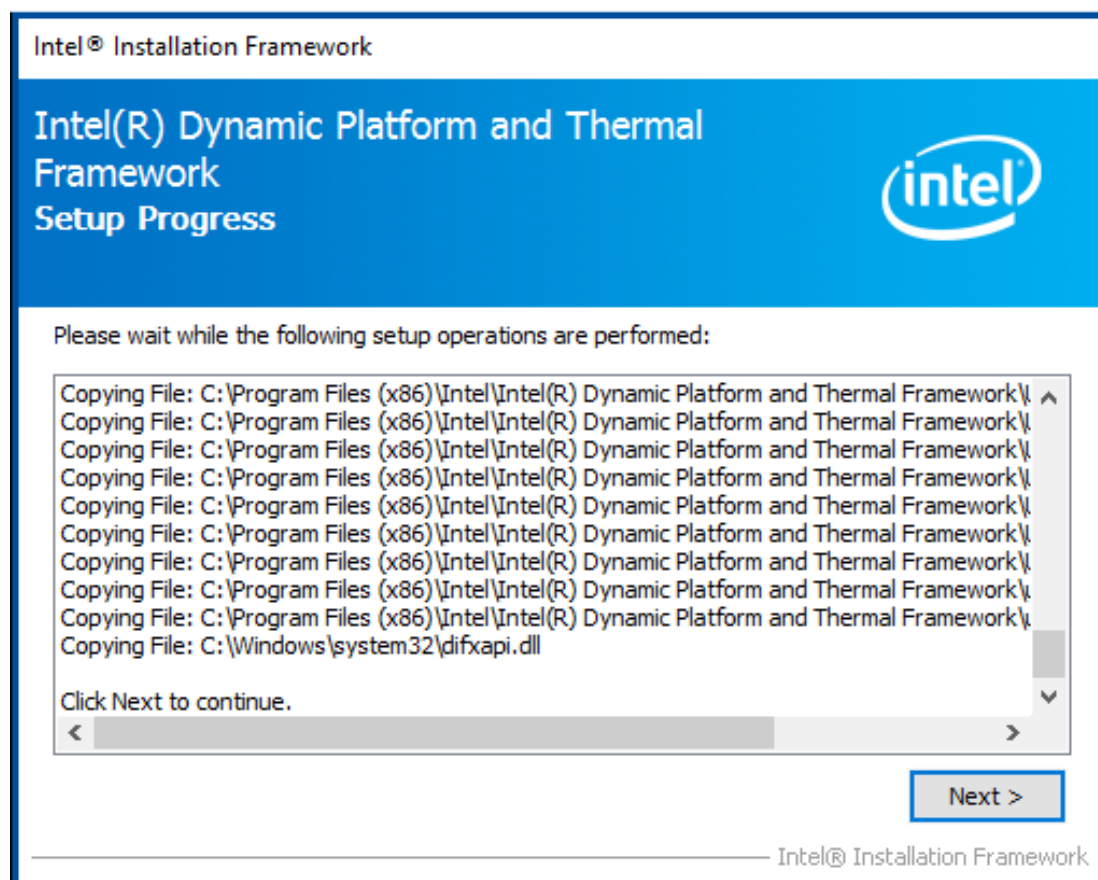 Intel® Installation Framework
Intel(R) Dynamic Platform and Thermal
Framework
Setup Progress
intel
Please wait while the following setup operations are performed:
Copying File: C:\Program Files (x86)\Intel\Intel(R) Dynamic Platform and Thermal Framework\
Copying File: C:\Program Files (x86)\Intel\Intel(R) Dynamic Platform and Thermal Framework\
Copying File: C:\Program Files (x86)\Intel\Intel(R) Dynamic Platform and Thermal Framework\
Copying File: C:\Program Files (x86)\Intel\Intel(R) Dynamic Platform and Thermal Framework\
Copying File: C:\Program Files (x86)\Intel\Intel(R) Dynamic Platform and Thermal Framework\
Copying File: C:\Program Files (x86)\Intel\Intel(R) Dynamic Platform and Thermal Framework\
Copying File: C:\Program Files (x86)\Intel\Intel(R) Dynamic Platform and Thermal Framework\
Copying File: C:\Program Files (x86)\Intel\Intel(R) Dynamic Platform and Thermal Framework\
Copying File: C:\Program Files (x86)\Intel\Intel(R) Dynamic Platform and Thermal Framework\
Copying File: C:\Windows\system32\difxapi.dll
Click Next to continue.
Next >
Intel® Installation Framework